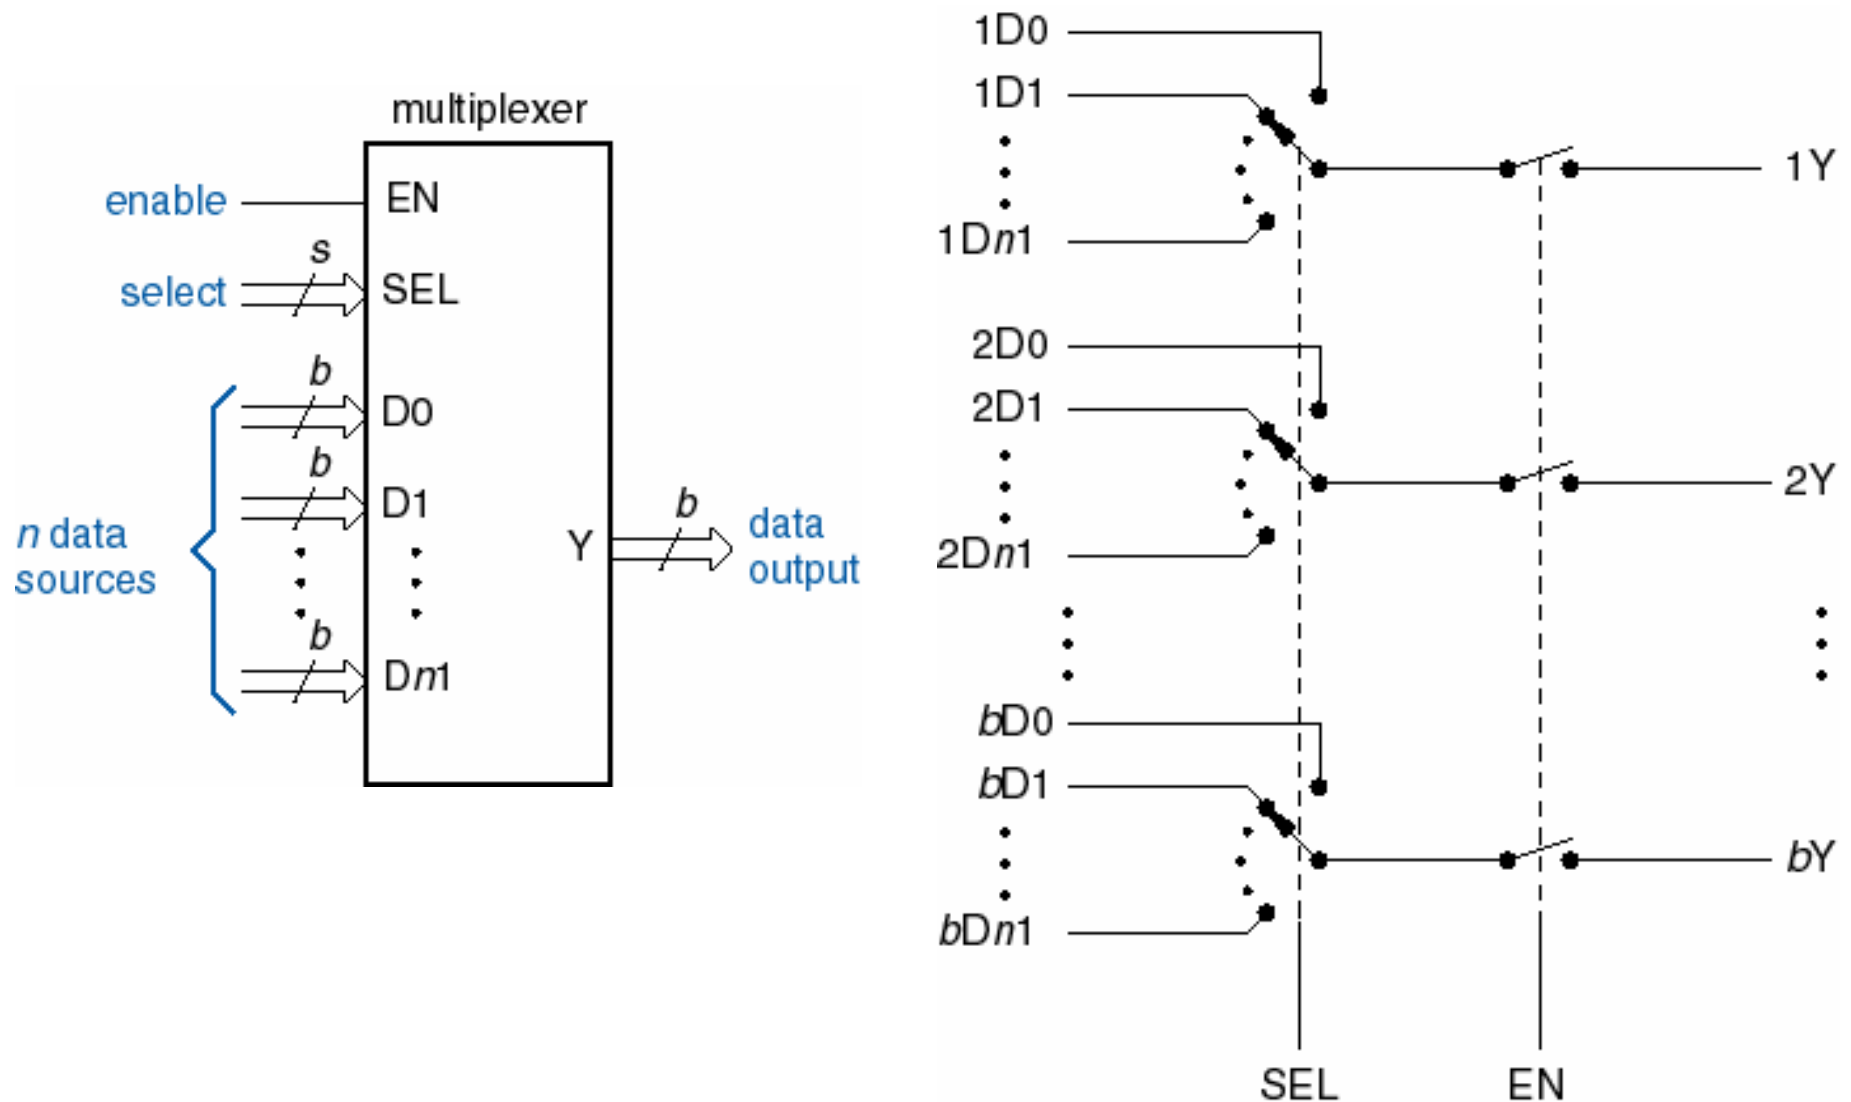 multiplexer
enable
EN
s
select
SEL
b
D0
b
D1
n data
sources
b
Dn1
Y
b
data
output
1D0
1D1
1Dn1
1Y
2D0
2D1
2Dn1
2Y
bD0
bD1
bDn1
bY
SEL
EN